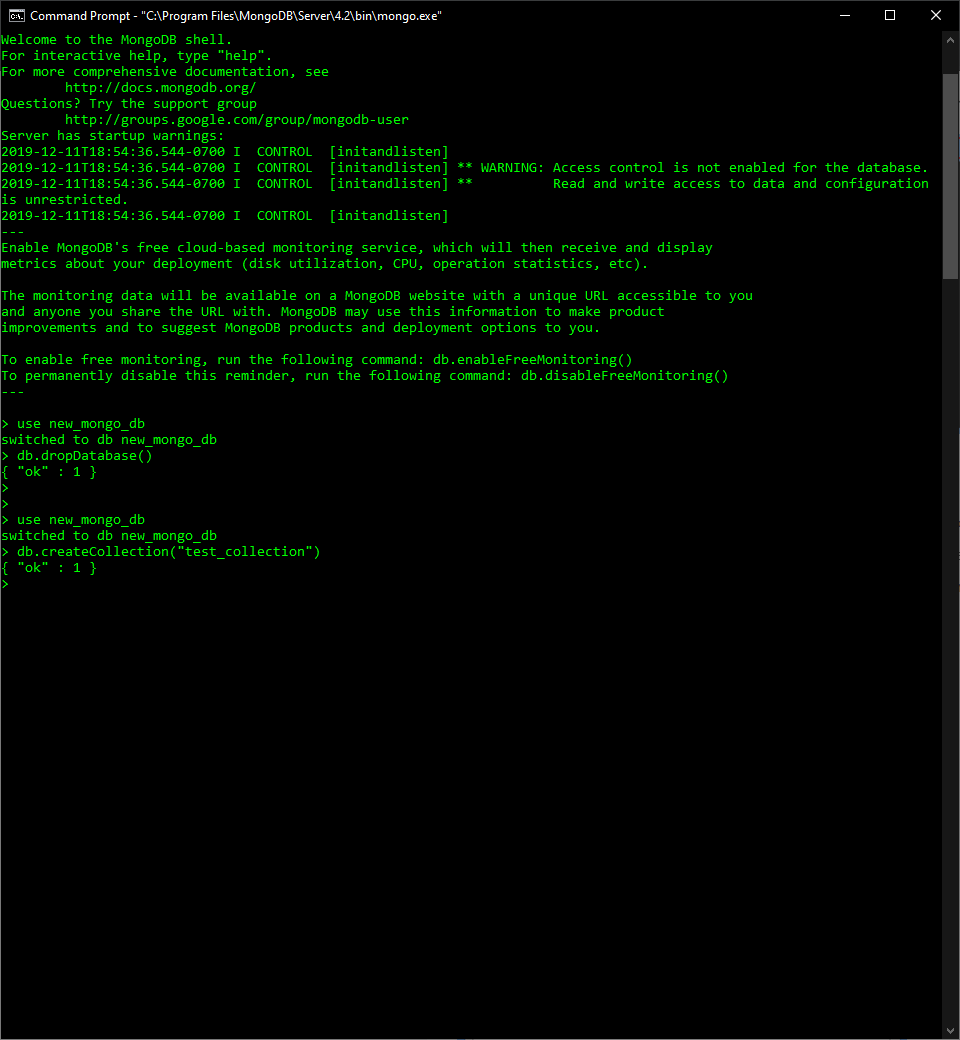 Command Prompt - "C:\Program Files\MongoDB\Server\4.2\bin\mongo.exe"
Welcome to the MongoDB shell.
For interactive help, type "help".
For more comprehensive documentation, see
        http://docs.mongodb.org/
Questions? Try the support group
        http://groups.google.com/group/mongodb-user
Server has startup warnings:
2019-12-11T18:54:36.544-0700 I  CONTROL  [initandlisten]
2019-12-11T18:54:36.544-0700 I  CONTROL  [initandlisten] ** WARNING: Access control is not enabled for the database.
2019-12-11T18:54:36.544-0700 I  CONTROL  [initandlisten] **          Read and write access to data and configuration
is unrestricted.
2019-12-11T18:54:36.544-0700 I  CONTROL  [initandlisten]
---
Enable MongoDB's free cloud-based monitoring service, which will then receive and display
metrics about your deployment (disk utilization, CPU, operation statistics, etc).

The monitoring data will be available on a MongoDB website with a unique URL accessible to you
and anyone you share the URL with. MongoDB may use this information to make product
improvements and to suggest MongoDB products and deployment options to you.

To enable free monitoring, run the following command: db.enableFreeMonitoring()
To permanently disable this reminder, run the following command: db.disableFreeMonitoring()
---

> use new_mongo_db
switched to db new_mongo_db
> db.dropDatabase()
{ "ok" : 1 }
>
>
> use new_mongo_db
switched to db new_mongo_db
> db.createCollection("test_collection")
{ "ok" : 1 }
>